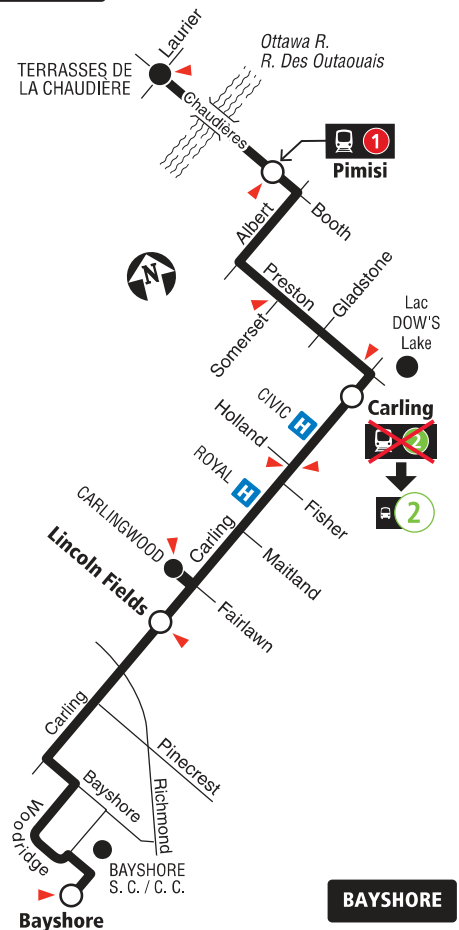 Laurier
Ottawa R.
R. Des Outaouais
TERRASSES DE
LA CHAUDIÈRE
Chaudières
1
Pimisi
Albert
Booth
N
Preston
Gladstone
Somerset
Lac
DOW'S
Lake
CIVIC
H
Carling
2
Holland
ROYAL
H
2
Fisher
CARLINGWOOD
Carling
Maitland
Lincoln Fields
Fairlawn
Carling
Pinecrest
Bayshore
Richmond
Woodridge
BAYSHORE
S. C. / C. C.
Bayshore
BAYSHORE